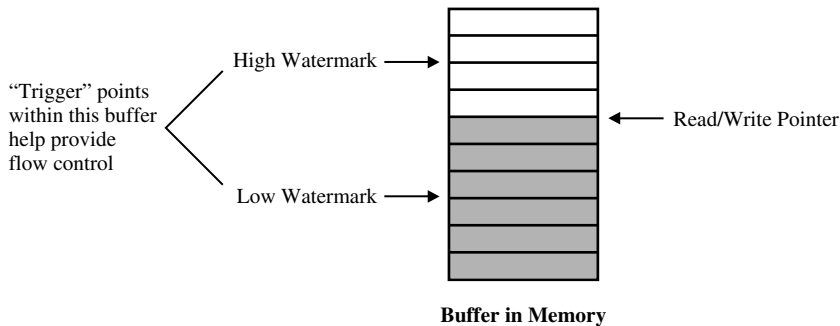 High Watermark
“Trigger” points
within this buffer
help provide
flow control
Read/Write Pointer
Low Watermark
Buffer in Memory